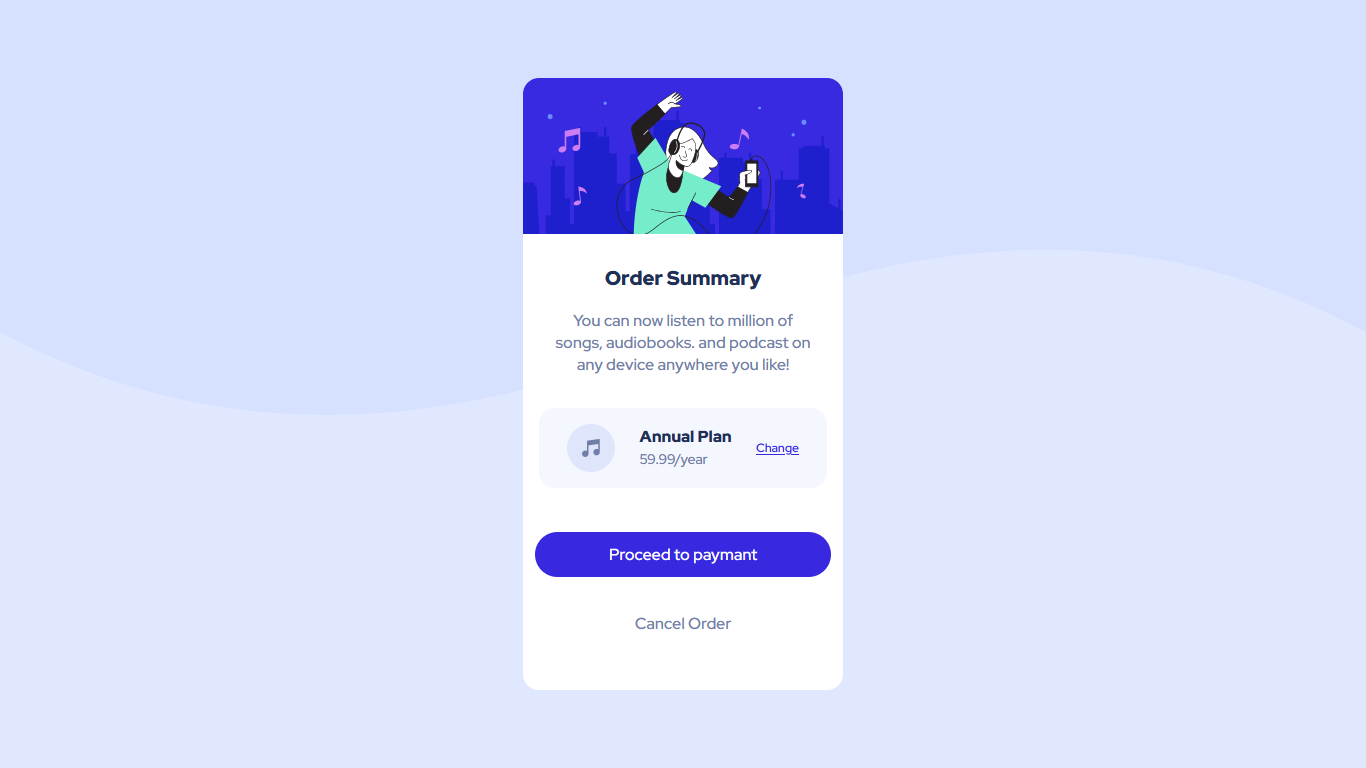 Order Summary
You can now listen to million of
songs, audiobooks. and podcast on
any device anywhere you like!
Annual Plan
59.99/year
Change
Proceed to paymant
Cancel Order